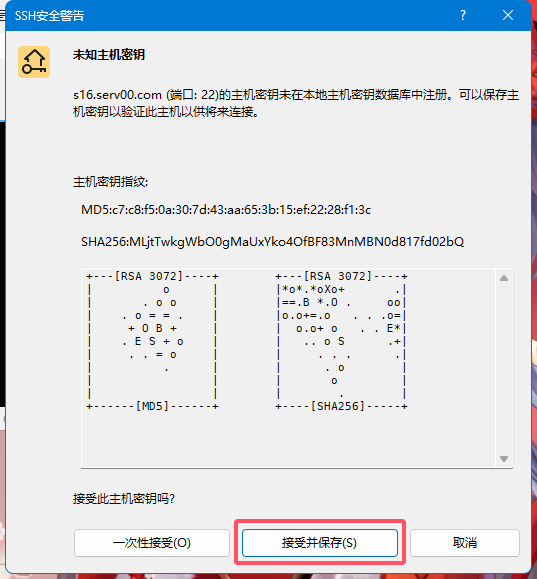 SSH安全警告
未知主机密钥
s16.serv00.com (端口: 22)的主机密钥未在本地主机密钥数据库中注册。可以保存主
机密钥以验证此主机以供将来连接。
主机密钥指纹:
MD5:c7:c8:f5:0a:30:7d:43:aa:65:3b:15:ef:22:28:f1:3c
SHA256:MLjtTwkgWbO0gMaUxYko4OfBF83MnMBN0d817fd02bQ
+---[RSA 3072]----+        +---[RSA 3072]----+
|           o       |        |*o*.*oXo+       .|
|        . o o      |        |==.B *.O .     oo|
|     . o = = .     |        |o.o+=.o   . . .o=|
|      + O B +      |        |  o.o+ o   . . E*|
|     . E S + o     |        |   .. o S      .+|
|      . . = o      |        |     . . .      .|
|           .       |        |      . o        |
|                   |        |       o         |
|                   |        |        .        |
+------[MD5]------+        +----[SHA256]-----+
接受此主机密钥吗?
一次性接受(O)
接受并保存(S)
取消